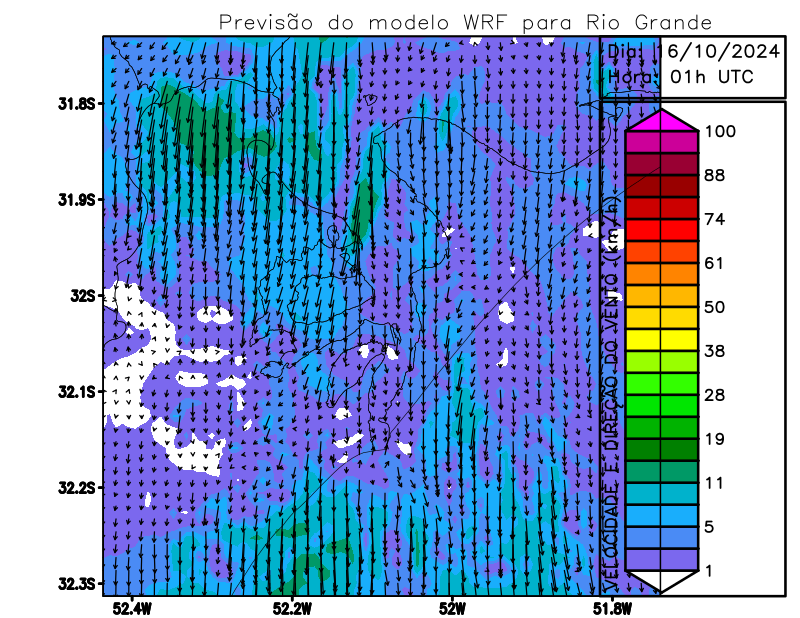 Previsão do modelo WRF para Rio Grande
Dia: 16/10/2024
Hora: 01h UTC
31.8S
31.9S
32S
32.1S
32.2S
32.3S
52.4W
52.2W
52W
51.8W
VELOCIDADE E DIREÇÃO DO VENTO (km/h)
100
88
74
61
50
38
28
19
11
5
1